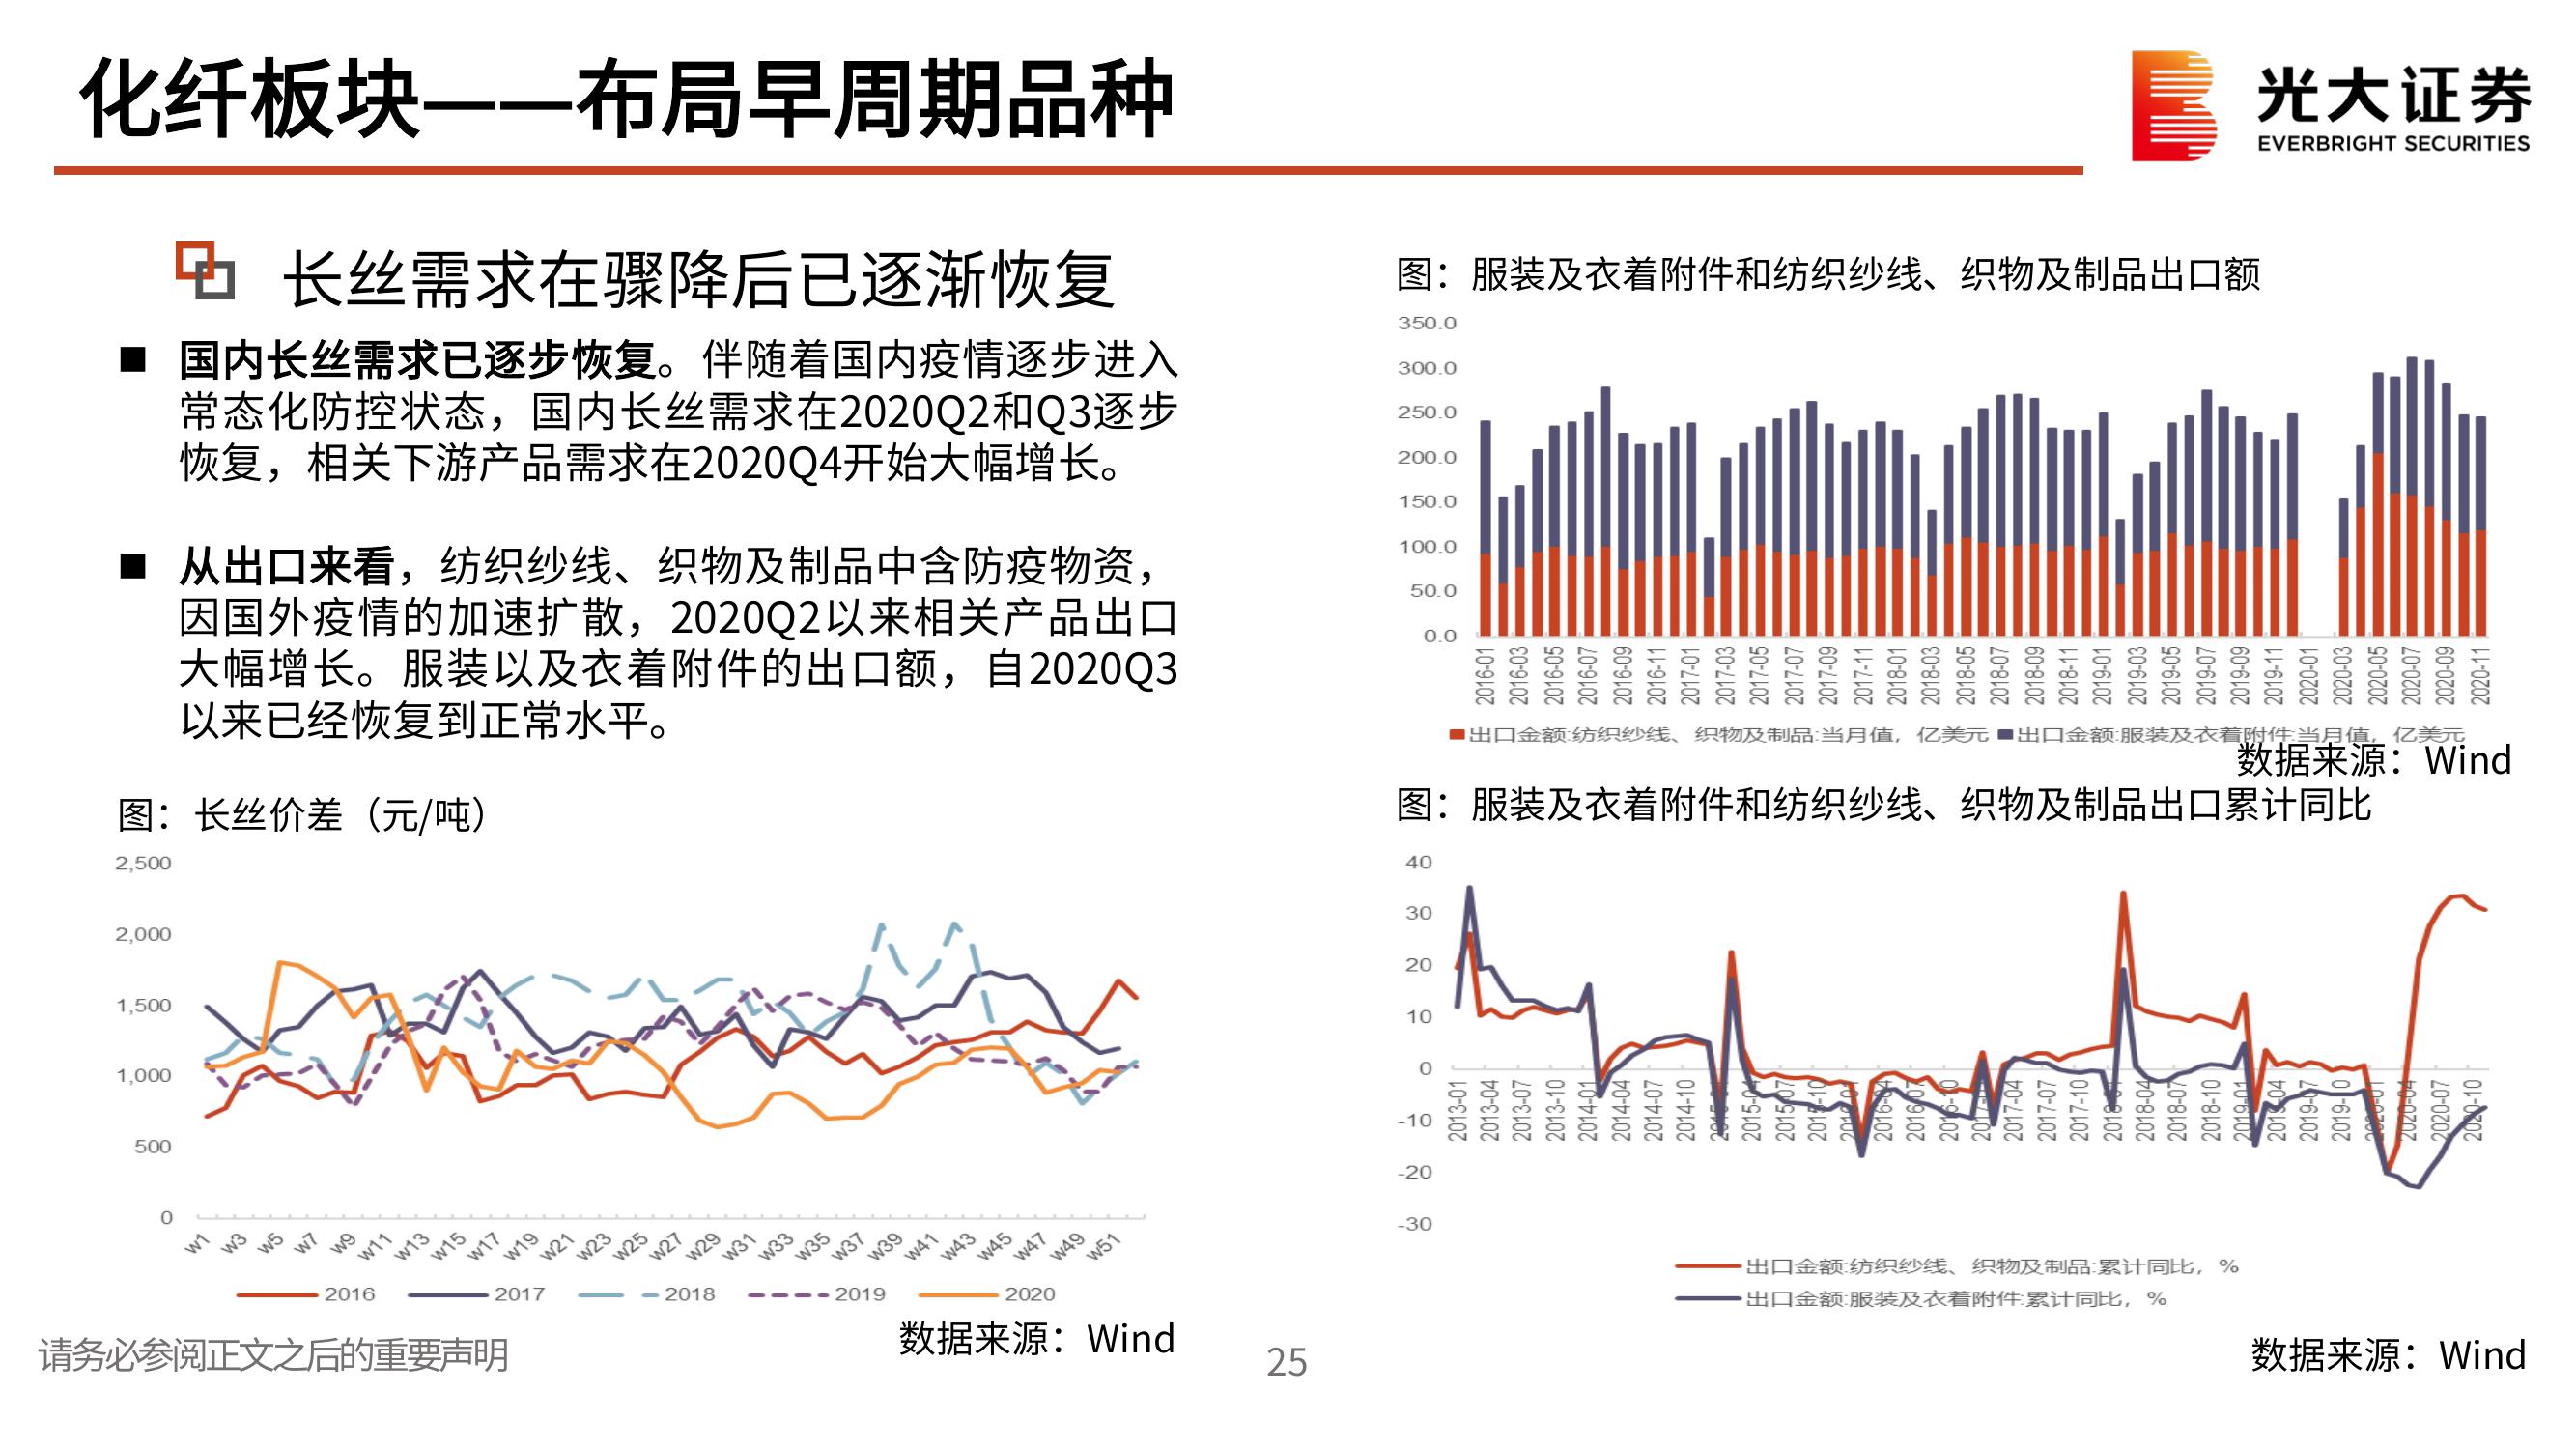 化纤板块——布局早周期品种
光大证券
EVERBRIGHT SECURITIES
长丝需求在骤降后已逐渐恢复
■ 国内长丝需求已逐步恢复。伴随着国内疫情逐步进入
常态化防控状态，国内长丝需求在2020Q2和Q3逐步
恢复，相关下游产品需求在2020Q4开始大幅增长。
■ 从出口来看，纺织纱线、织物及制品中含防疫物资，
因国外疫情的加速扩散，2020Q2以来相关产品出口
大幅增长。服装以及衣着附件的出口额，自2020Q3
以来已经恢复到正常水平。
图：长丝价差（元/吨）
2,500
2,000
1,500
1,000
500
0
w1 w3 w5 w7 w9 w11 w13 w15 w17 w19 w21 w23 w25 w27 w29 w31 w33 w35 w37 w39 w41 w43 w45 w47 w49 w51
2016 2017 2018 2019 2020
数据来源：Wind
图：服装及衣着附件和纺织纱线、织物及制品出口额
350.0
300.0
250.0
200.0
150.0
100.0
50.0
0.0
2016-01 2016-03 2016-05 2016-07 2016-09 2016-11 2017-01 2017-03 2017-05 2017-07 2017-09 2017-11 2018-01 2018-03 2018-05 2018-07 2018-09 2018-11 2019-01 2019-03 2019-05 2019-07 2019-09 2019-11 2020-01 2020-03 2020-05 2020-07 2020-09 2020-11
出口金额:纺织纱线、织物及制品:当月值，亿美元 出口金额:服装及衣着附件:当月值，亿美元
数据来源：Wind
图：服装及衣着附件和纺织纱线、织物及制品出口累计同比
40
30
20
10
0
-10
-20
-30
2013-01 2013-04 2013-07 2013-10 2014-01 2014-04 2014-07 2014-10 2015-01 2015-04 2015-07 2015-10 2016-01 2016-04 2016-07 2016-10 2017-01 2017-04 2017-07 2017-10 2018-01 2018-04 2018-07 2018-10 2019-01 2019-04 2019-07 2019-10 2020-01 2020-04 2020-07 2020-10
出口金额:纺织纱线、织物及制品:累计同比，%
出口金额:服装及衣着附件:累计同比，%
数据来源：Wind
请务必参阅正文之后的重要声明
25